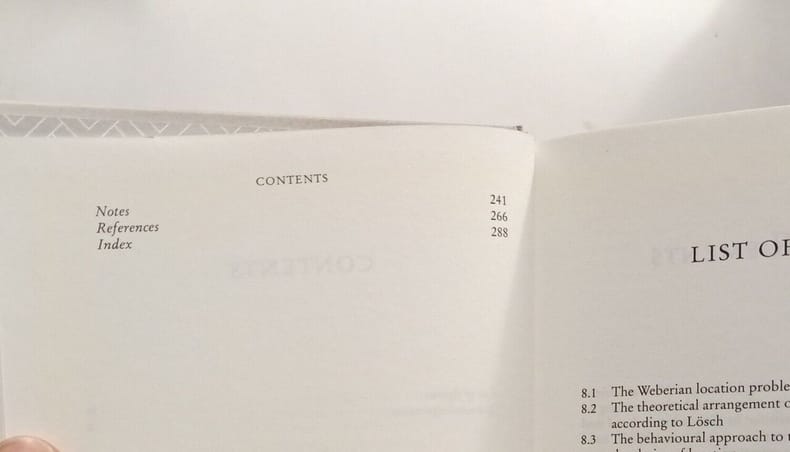 CONTENTS
Notes 241
References 266
Index 288
LIST OF
8.1 The Weberian location proble
8.2 The theoretical arrangement o
according to Lösch
8.3 The behavioural approach to